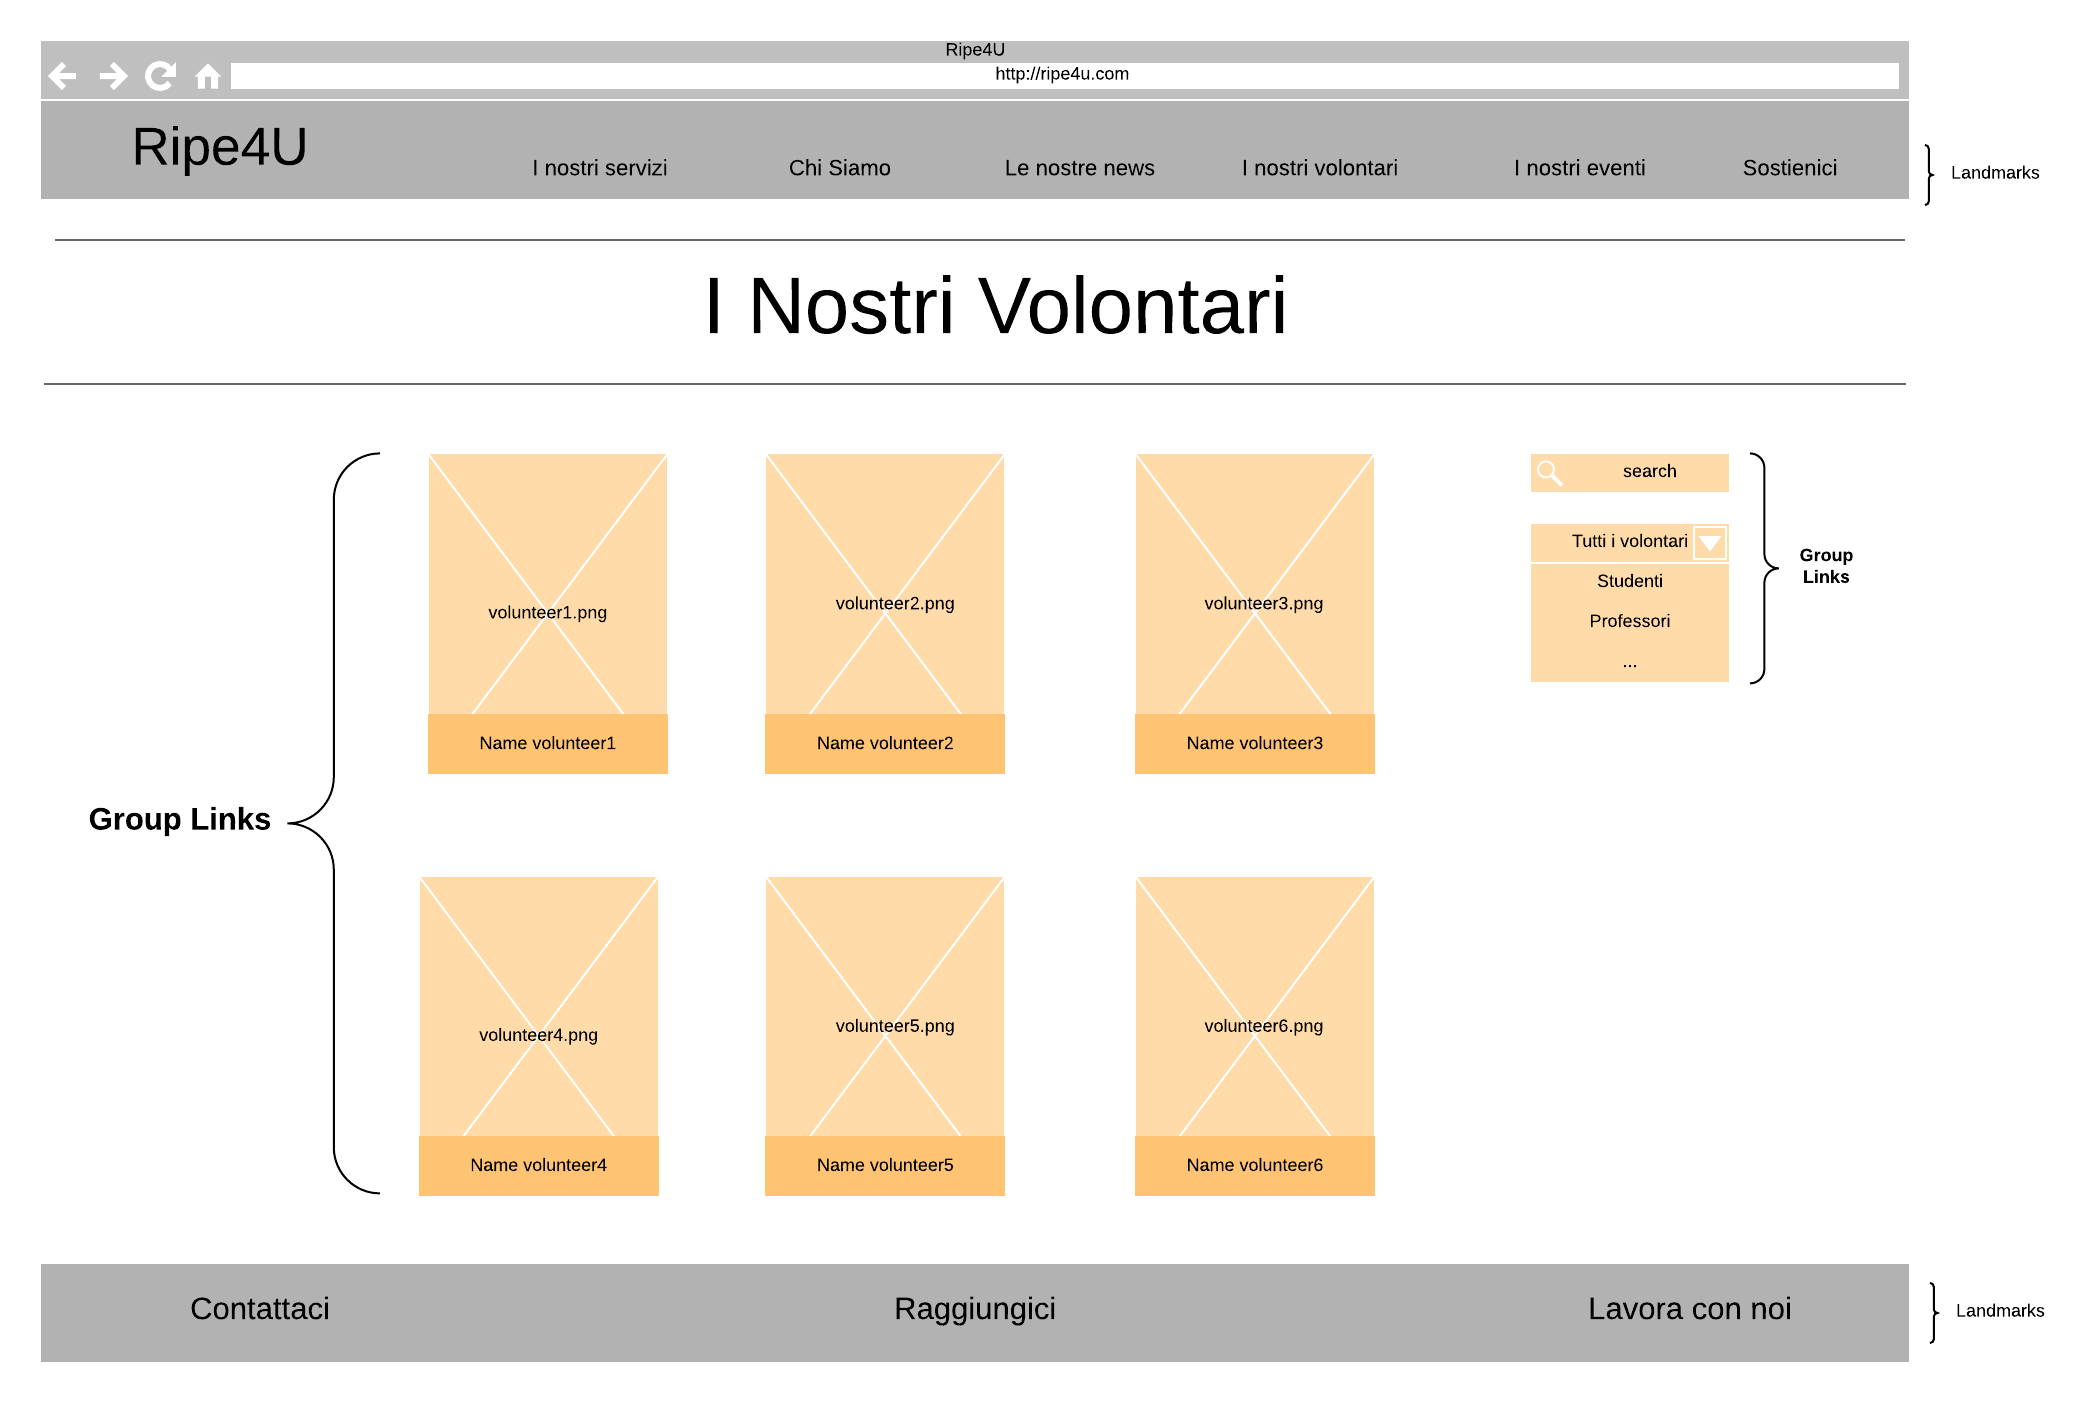 Ripe4U
http://ripe4u.com
Ripe4U
I nostri servizi
Chi Siamo
Le nostre news
I nostri volontari
I nostri eventi
Sostienici
Landmarks
I Nostri Volontari
volunteer1.png
Name volunteer1
volunteer2.png
Name volunteer2
volunteer3.png
Name volunteer3
search
Tutti i volontari
Studenti
Professori
...
Group
Links
Group Links
volunteer4.png
Name volunteer4
volunteer5.png
Name volunteer5
volunteer6.png
Name volunteer6
Contattaci
Raggiungici
Lavora con noi
Landmarks